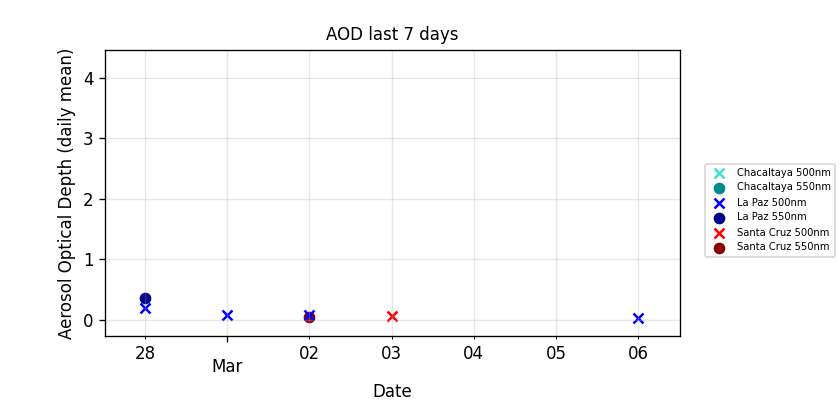 AOD last 7 days
Aerosol Optical Depth (daily mean)
4
3
2
1
0
28
Mar
02
03
04
05
06
Date
Chacaltaya 500nm
Chacaltaya 550nm
La Paz 500nm
La Paz 550nm
Santa Cruz 500nm
Santa Cruz 550nm